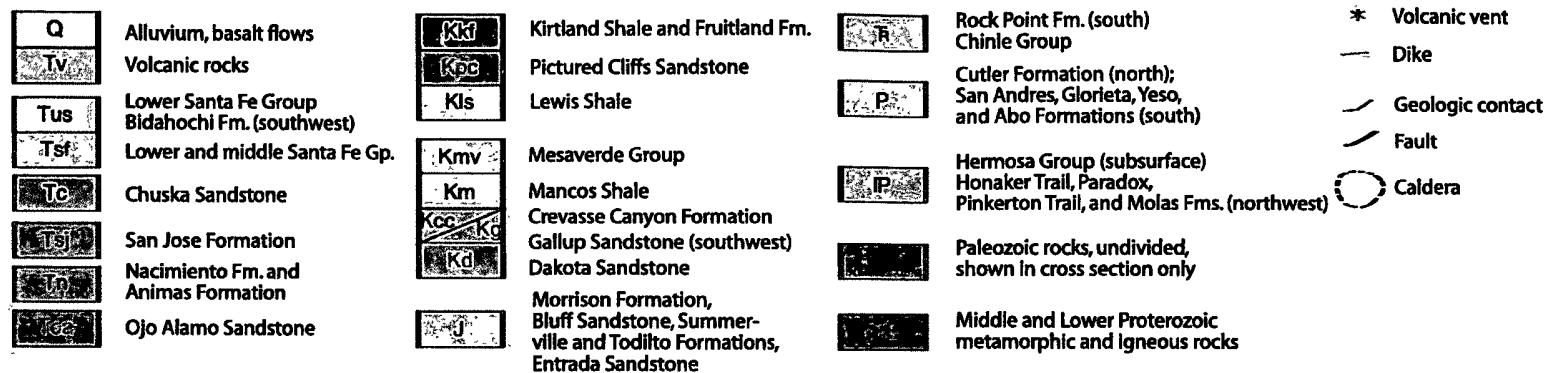 Q Alluvium, basalt flows
Tv Volcanic rocks
Tus Lower Santa Fe Group
Bidahochi Fm. (southwest)
Tsf Lower and middle Santa Fe Gp.
Tc Chuska Sandstone
Tsj San Jose Formation
Tn Nacimiento Fm. and
Animas Formation
Ojo Alamo Sandstone
Kkf Kirtland Shale and Fruitland Fm.
Kpc Pictured Cliffs Sandstone
Kls Lewis Shale
Kmv Mesaverde Group
Km Mancos Shale
Kcc Crevasse Canyon Formation
Kg Gallup Sandstone (southwest)
Kd Dakota Sandstone
J Morrison Formation,
Bluff Sandstone, Summer-
ville and Todilto Formations,
Entrada Sandstone
Rock Point Fm. (south)
Chinle Group
P Cutler Formation (north);
San Andres, Glorieta, Yeso,
and Abo Formations (south)
IP Hermosa Group (subsurface)
Honaker Trail, Paradox,
Pinkerton Trail, and Molas Fms. (northwest)
Paleozoic rocks, undivided,
shown in cross section only
Middle and Lower Proterozoic
metamorphic and igneous rocks
* Volcanic vent
Dike
Geologic contact
Fault
Caldera